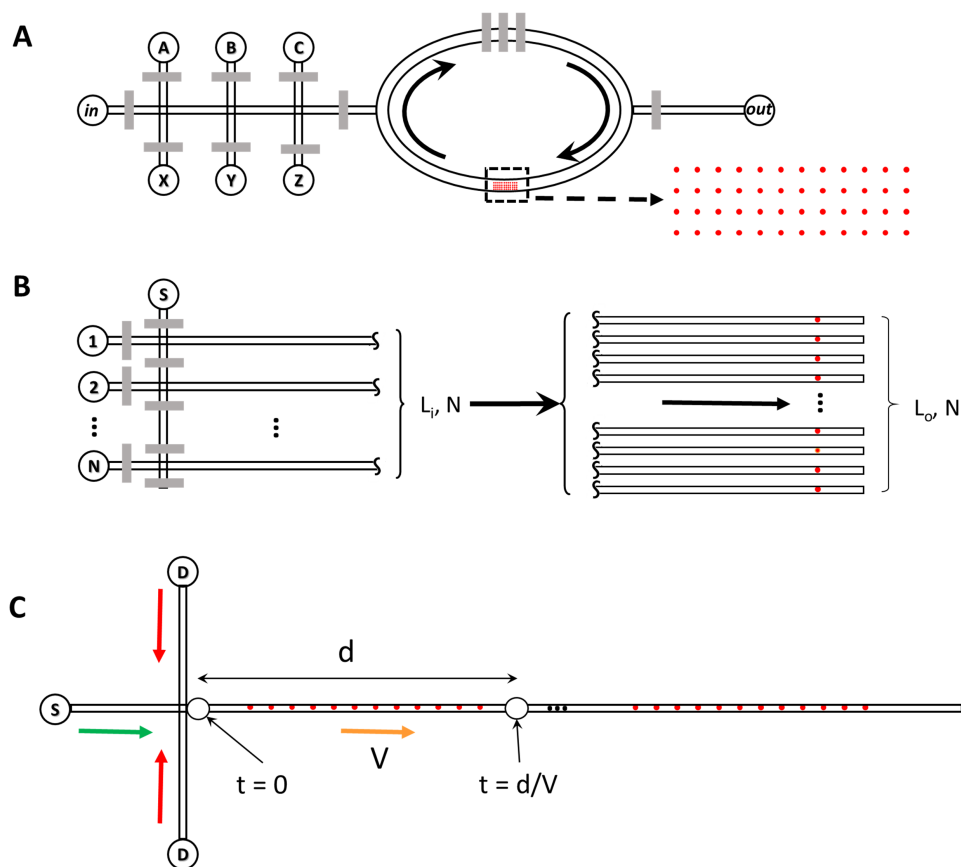 A
A B C
in
out
X Y Z
B
S
1
2
N
Lᵢ, N
Lₒ, N
C
D
d
S
V
t = 0
t = d/V
D